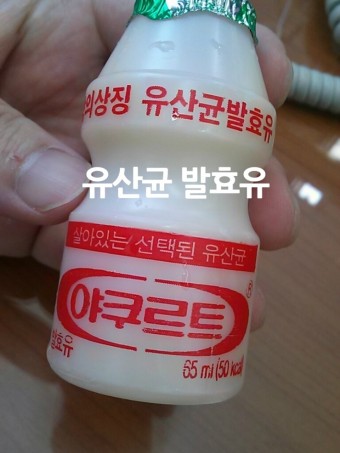 의상징 유산균발효유
유산균 발효유
살아있는 선택된 유산균
야쿠르트
발효유
65 ml (50 kcal)